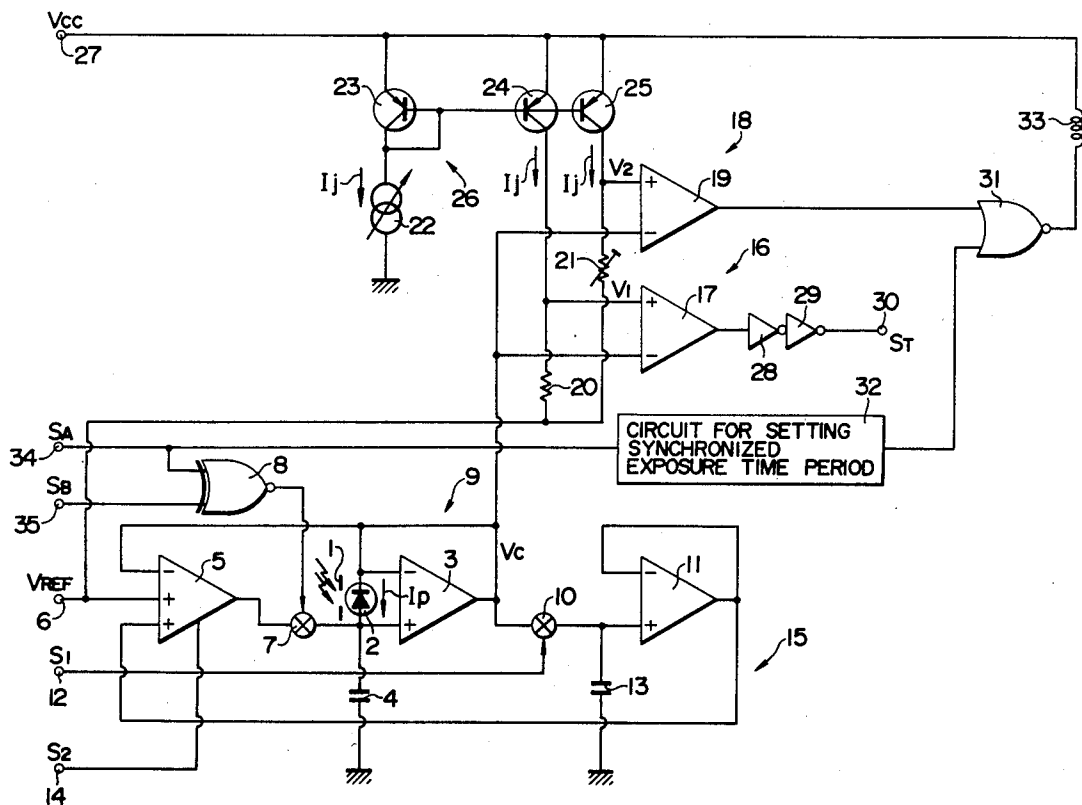 Vcc
27
23
24
25
18
33
Ij
Ij
Ij
V2
+
19
31
26
22
−
21
16
V1
+
17
29
30
−
28
ST
20
32
SA
34
CIRCUIT FOR SETTING
SYNCHRONIZED
EXPOSURE TIME PERIOD
8
SB
35
9
−
5
1
−
3
Vc
−
11
VREF
+
Ip
10
6
+
7
1
2
+
+
15
S1
12
4
13
S2
14